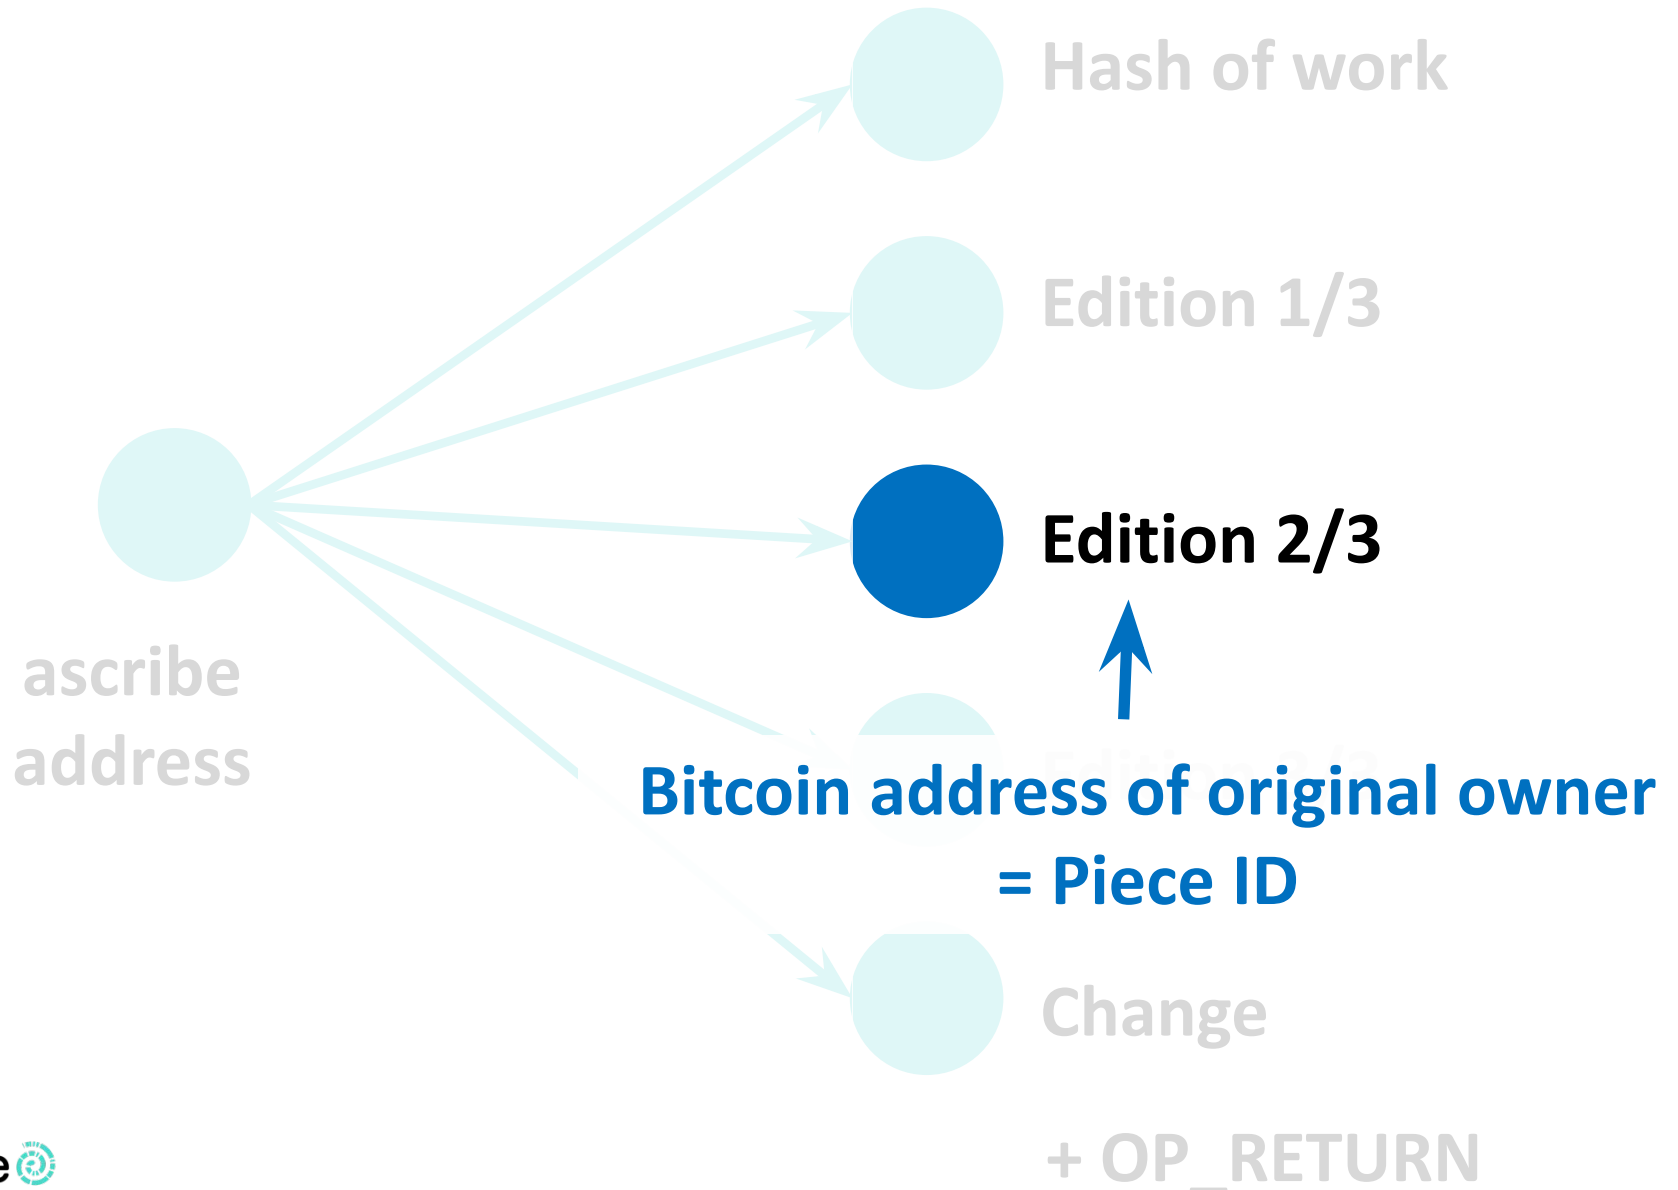 Hash of work
Edition 1/3
Edition 2/3
ascribe
address
Bitcoin address of original owner
= Piece ID
Change
+ OP_RETURN
e